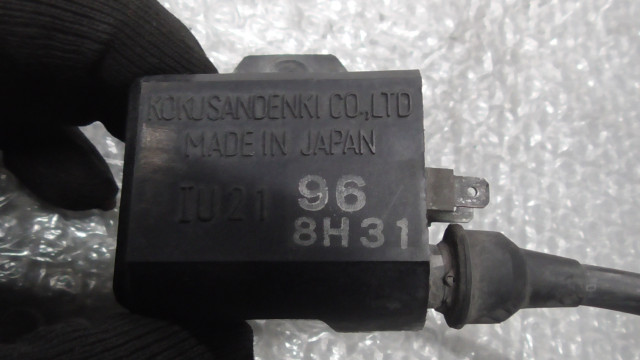 KOKUSANDENKI CO.,LTD
MADE IN JAPAN
IU21 96
8H31